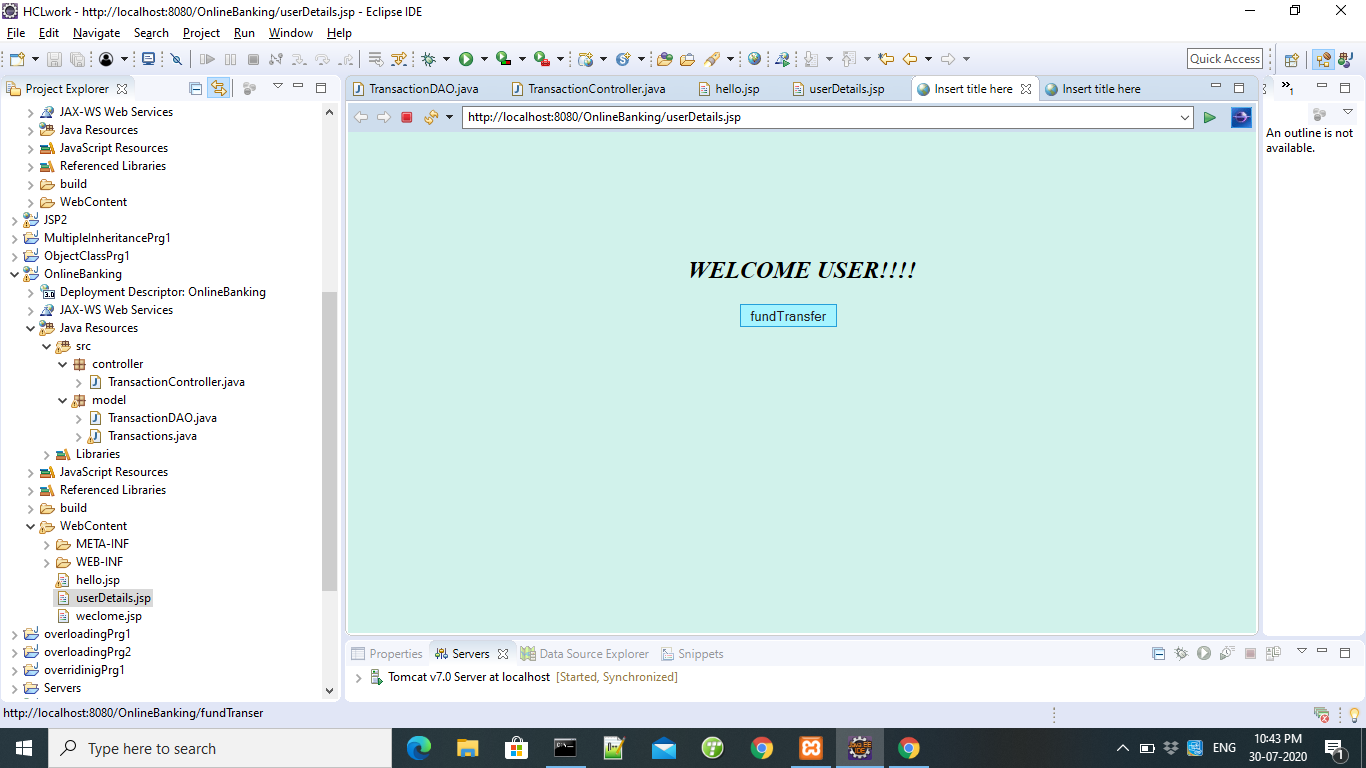 HCLwork - http://localhost:8080/OnlineBanking/userDetails.jsp - Eclipse IDE
File Edit Navigate Search Project Run Window Help
Quick Access
Project Explorer
JAX-WS Web Services
Java Resources
JavaScript Resources
Referenced Libraries
build
WebContent
JSP2
MultipleInheritancePrg1
ObjectClassPrg1
OnlineBanking
Deployment Descriptor: OnlineBanking
JAX-WS Web Services
Java Resources
src
controller
TransactionController.java
model
TransactionDAO.java
Transactions.java
Libraries
JavaScript Resources
Referenced Libraries
build
WebContent
META-INF
WEB-INF
hello.jsp
userDetails.jsp
weclome.jsp
overloadingPrg1
overloadingPrg2
overridinigPrg1
Servers
TransactionDAO.java TransactionController.java hello.jsp userDetails.jsp Insert title here Insert title here
http://localhost:8080/OnlineBanking/userDetails.jsp
WELCOME USER!!!!
fundTransfer
1
An outline is not
available.
Properties Servers Data Source Explorer Snippets
Tomcat v7.0 Server at localhost [Started, Synchronized]
http://localhost:8080/OnlineBanking/fundTranser
Type here to search
ENG
10:43 PM
30-07-2020
1